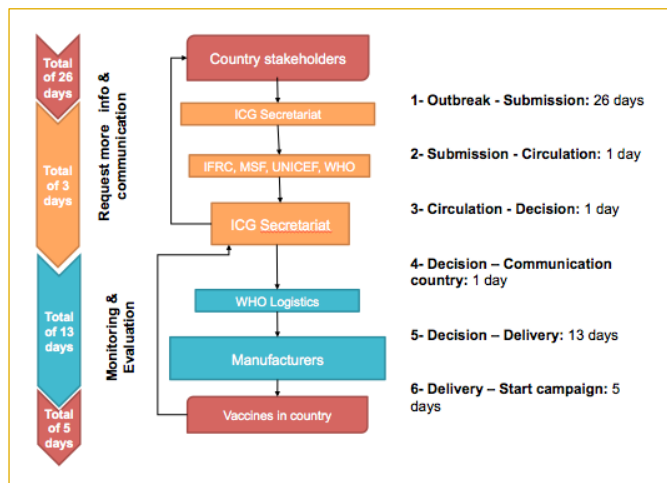 Total
of 26
days
Total
of 3
days
Total
of 13
days
Total
of 5
days
Request more info &
communication
Monitoring &
Evaluation
Country stakeholders
ICG Secretariat
IFRC, MSF, UNICEF, WHO
ICG Secretariat
WHO Logistics
Manufacturers
Vaccines in country
1- Outbreak - Submission: 26 days
2- Submission - Circulation: 1 day
3- Circulation - Decision: 1 day
4- Decision – Communication
country: 1 day
5- Decision – Delivery: 13 days
6- Delivery – Start campaign: 5
days